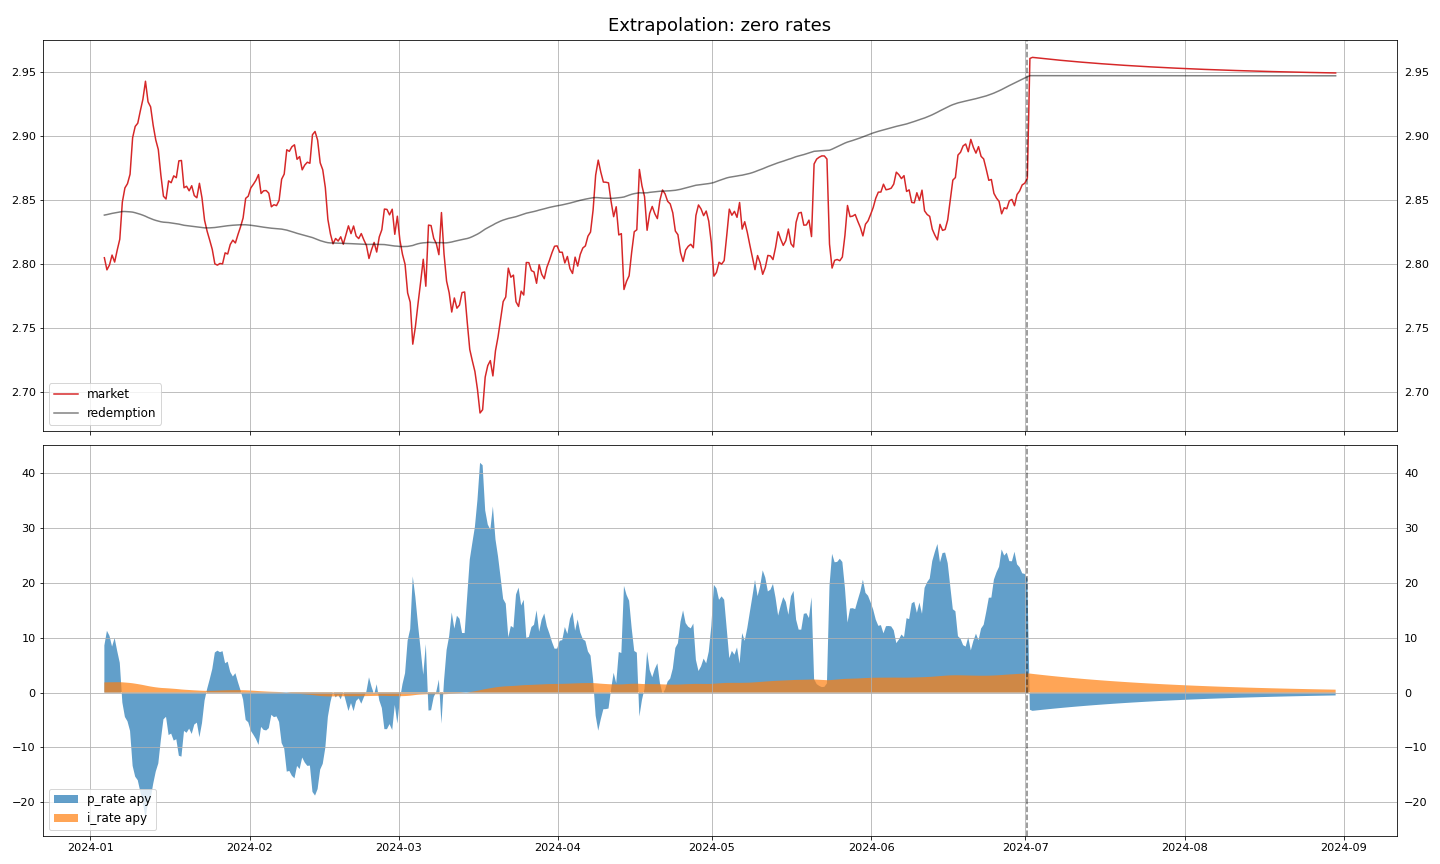 Extrapolation: zero rates
2.95 2.95
2.90 2.90
2.85 2.85
2.80 2.80
2.75 2.75
2.70 2.70
market
redemption
40 40
30 30
20 20
10 10
0 0
−10 −10
−20 −20
p_rate apy
i_rate apy
2024-01 2024-02 2024-03 2024-04 2024-05 2024-06 2024-07 2024-08 2024-09